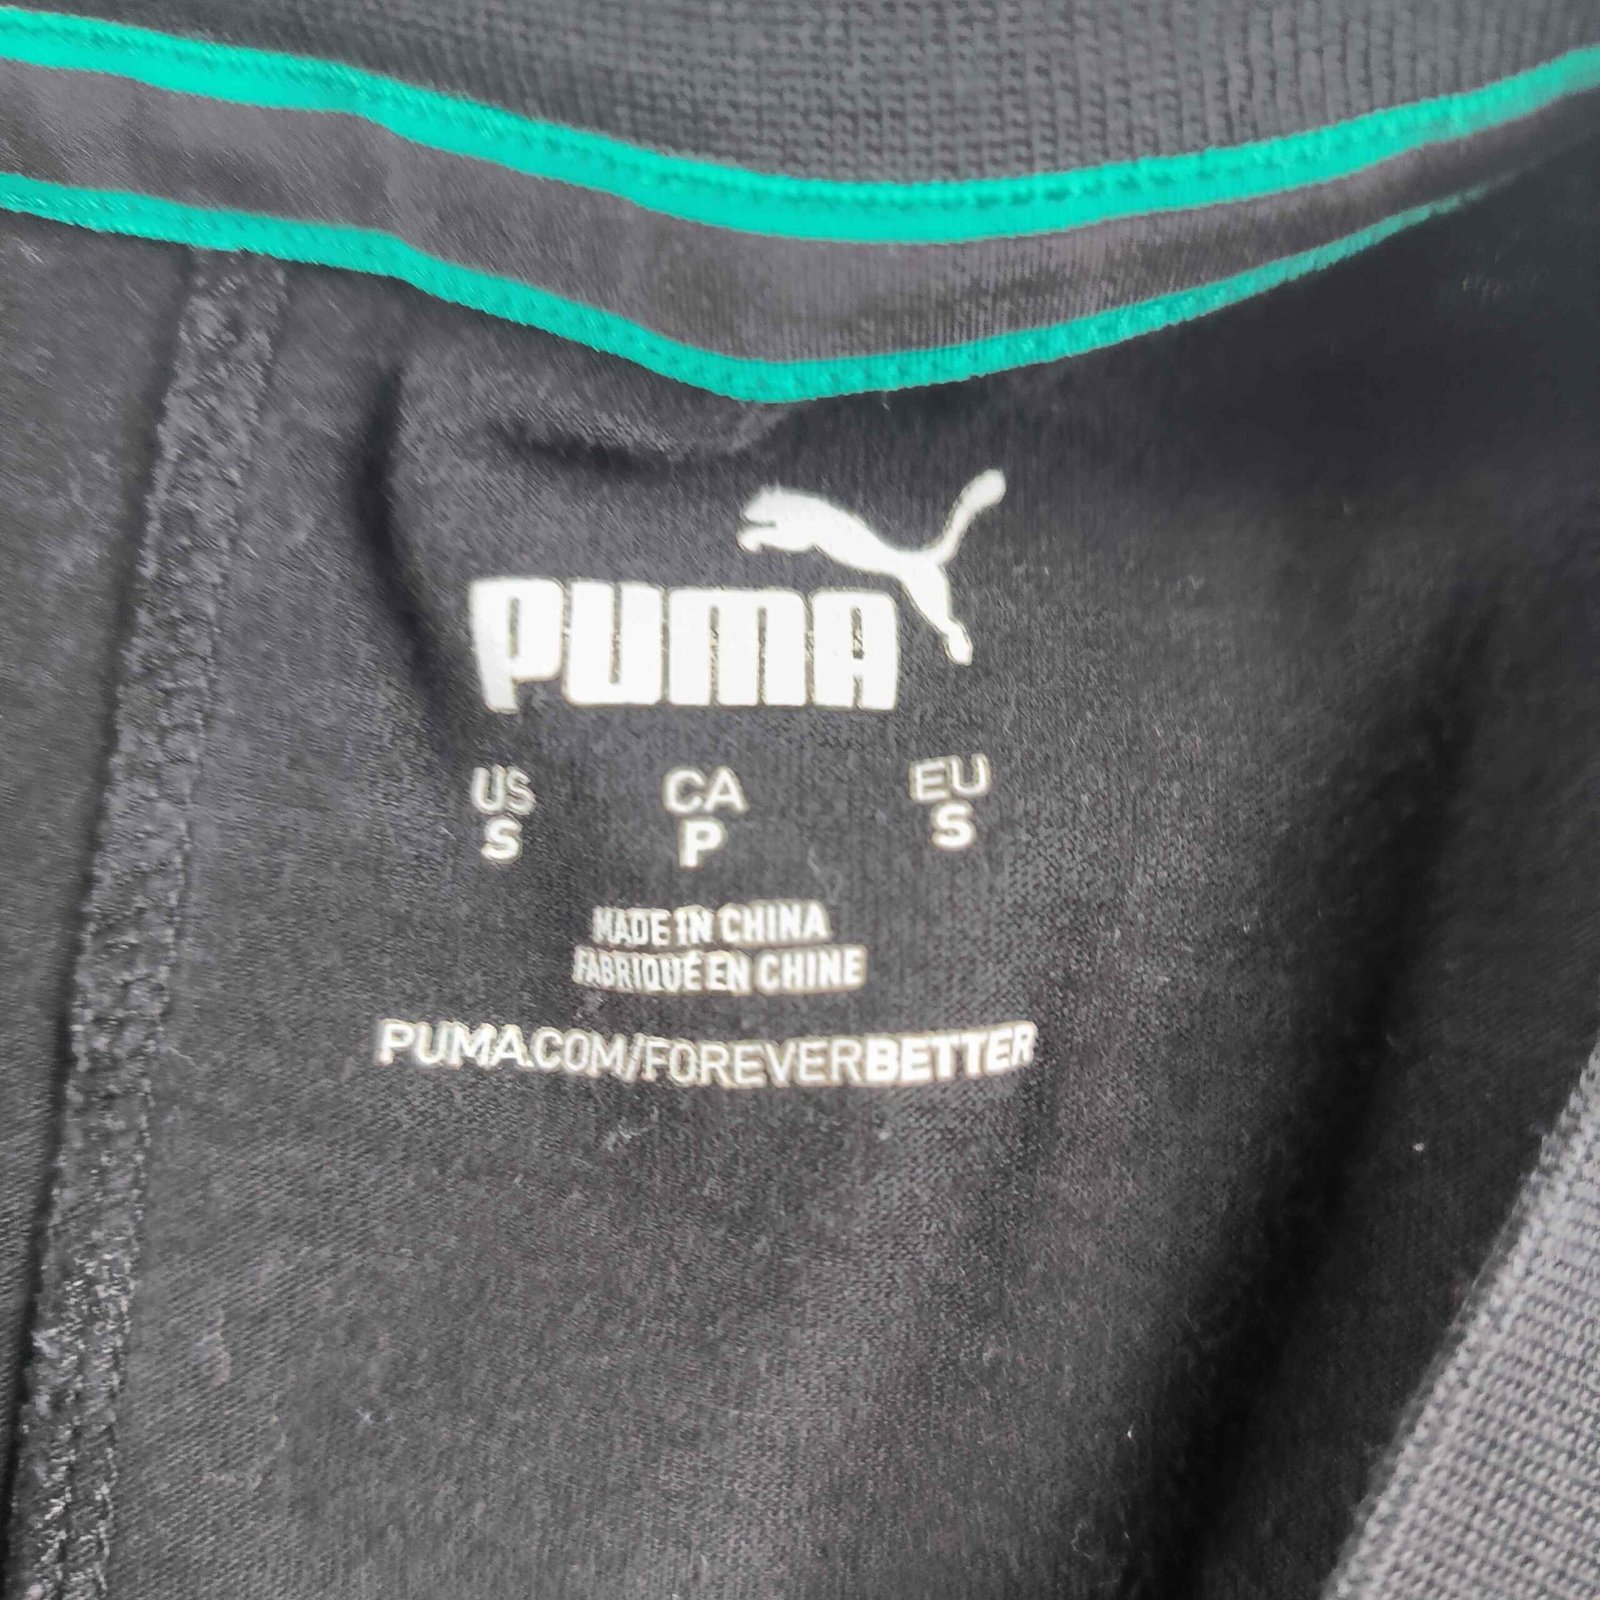 PUMA
US CA EU
S P S
MADE IN CHINA
FABRIQUÉ EN CHINE
PUMA.COM/FOREVERBETTER